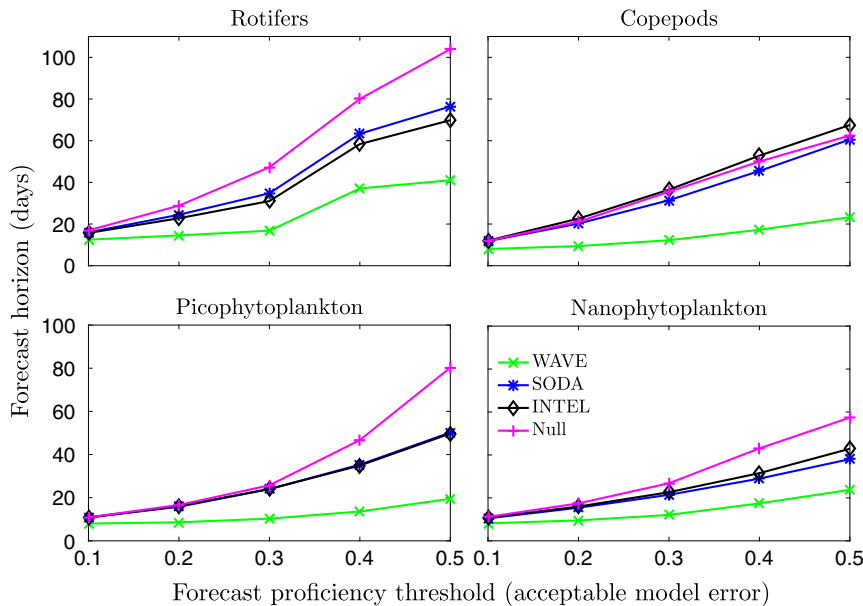 Rotifers
Copepods
100
80
60
40
20
0
Picophytoplankton
Nanophytoplankton
100
80
60
40
20
0
WAVE
SODA
INTEL
Null
0.1 0.2 0.3 0.4 0.5
0.1 0.2 0.3 0.4 0.5
Forecast horizon (days)
Forecast proficiency threshold (acceptable model error)